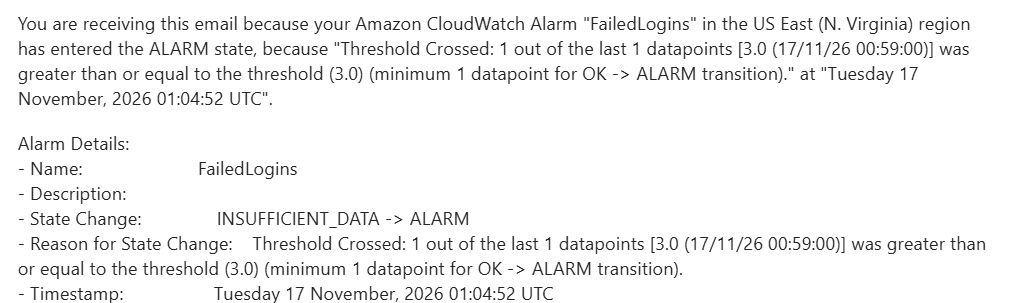 You are receiving this email because your Amazon CloudWatch Alarm "FailedLogins" in the US East (N. Virginia) region
has entered the ALARM state, because "Threshold Crossed: 1 out of the last 1 datapoints [3.0 (17/11/26 00:59:00)] was
greater than or equal to the threshold (3.0) (minimum 1 datapoint for OK -> ALARM transition)." at "Tuesday 17
November, 2026 01:04:52 UTC".
Alarm Details:
- Name: FailedLogins
- Description:
- State Change: INSUFFICIENT_DATA -> ALARM
- Reason for State Change: Threshold Crossed: 1 out of the last 1 datapoints [3.0 (17/11/26 00:59:00)] was greater than
or equal to the threshold (3.0) (minimum 1 datapoint for OK -> ALARM transition).
- Timestamp: Tuesday 17 November, 2026 01:04:52 UTC